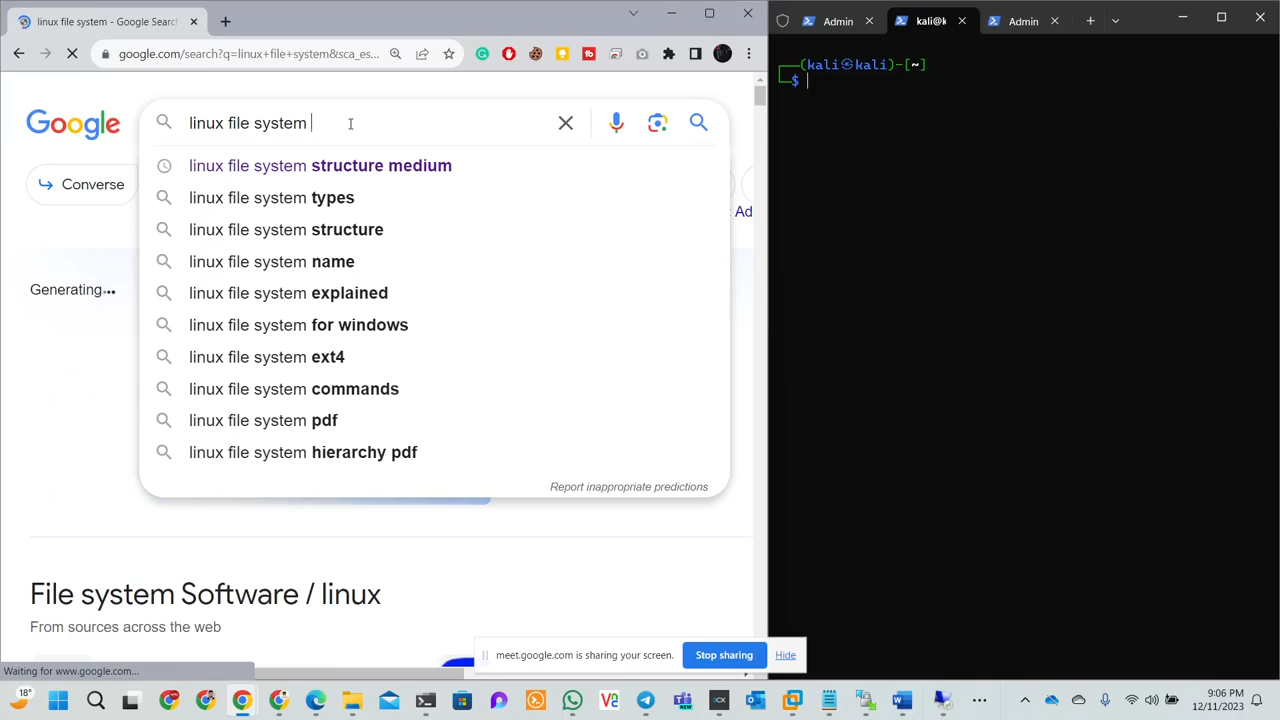 linux file system - Google Search
google.com/search?q=linux+file+system&sca_es...
Google
linux file system
Converse
linux file system structure medium
linux file system types
linux file system structure
linux file system name
linux file system explained
linux file system for windows
linux file system ext4
linux file system commands
linux file system pdf
linux file system hierarchy pdf
Report inappropriate predictions
: Ad
Generating...
File system Software / linux
From sources across the web
Waiting for www.google.com...
meet.google.com is sharing your screen.
Stop sharing
Hide
Admin
kali@k
Admin
(kali㉿kali)-[~]
$
18°
NEW
9:06 PM
12/11/2023